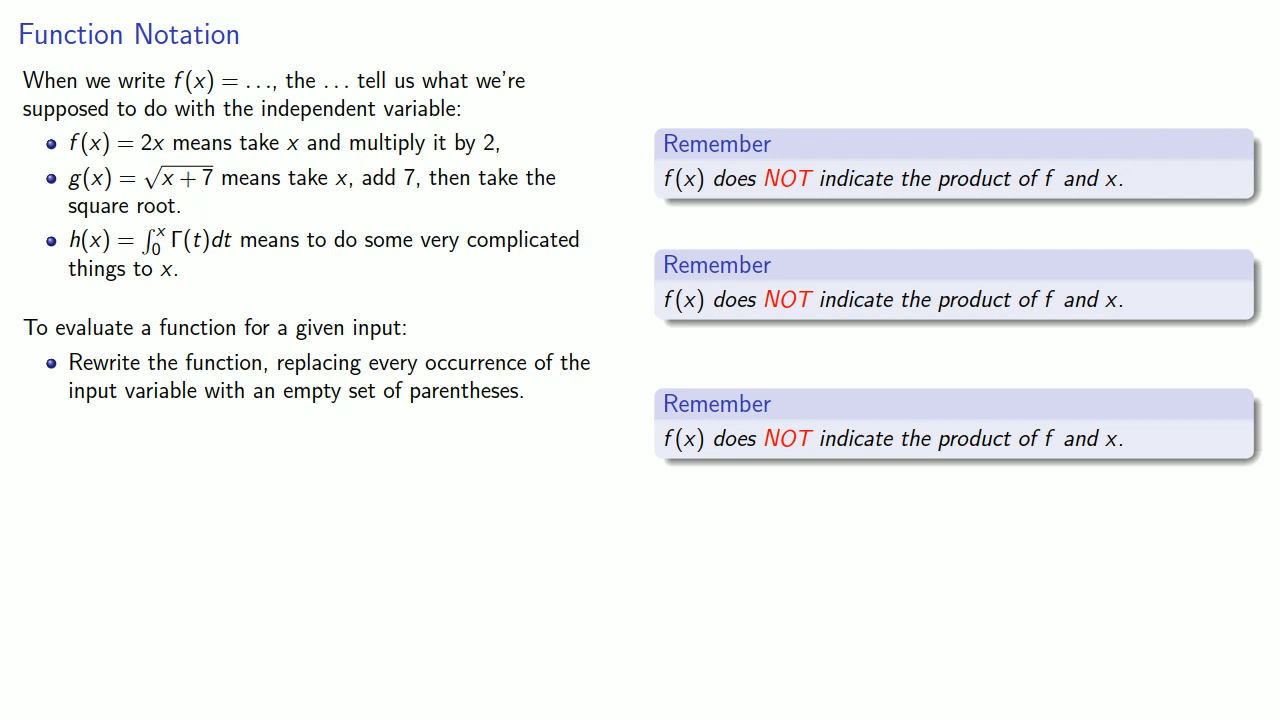 Function Notation
When we write f(x) = ..., the ... tell us what we're
supposed to do with the independent variable:
f(x) = 2x means take x and multiply it by 2,
g(x) = √(x + 7) means take x, add 7, then take the
square root.
h(x) = ∫₀ˣ Γ(t)dt means to do some very complicated
things to x.
To evaluate a function for a given input:
Rewrite the function, replacing every occurrence of the
input variable with an empty set of parentheses.
Remember
f(x) does NOT indicate the product of f and x.
Remember
f(x) does NOT indicate the product of f and x.
Remember
f(x) does NOT indicate the product of f and x.